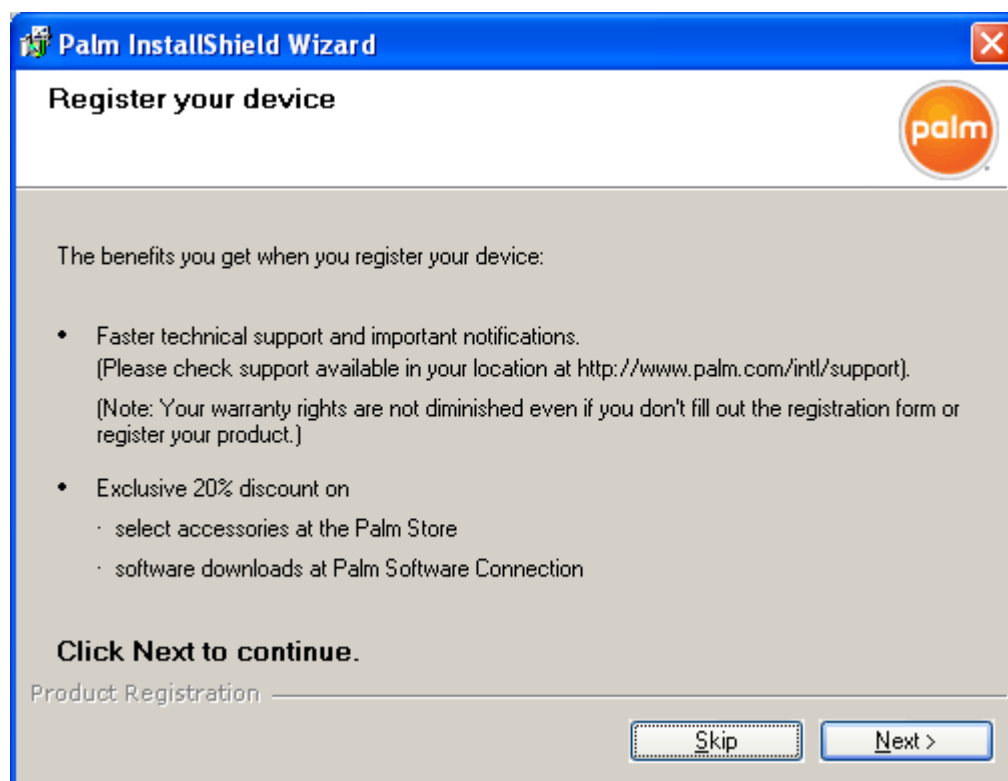 Palm InstallShield Wizard
Register your device
palm
The benefits you get when you register your device:
• Faster technical support and important notifications.
(Please check support available in your location at http://www.palm.com/intl/support).
(Note: Your warranty rights are not diminished even if you don't fill out the registration form or
register your product.)
• Exclusive 20% discount on
· select accessories at the Palm Store
· software downloads at Palm Software Connection
Click Next to continue.
Product Registration
Skip
Next >